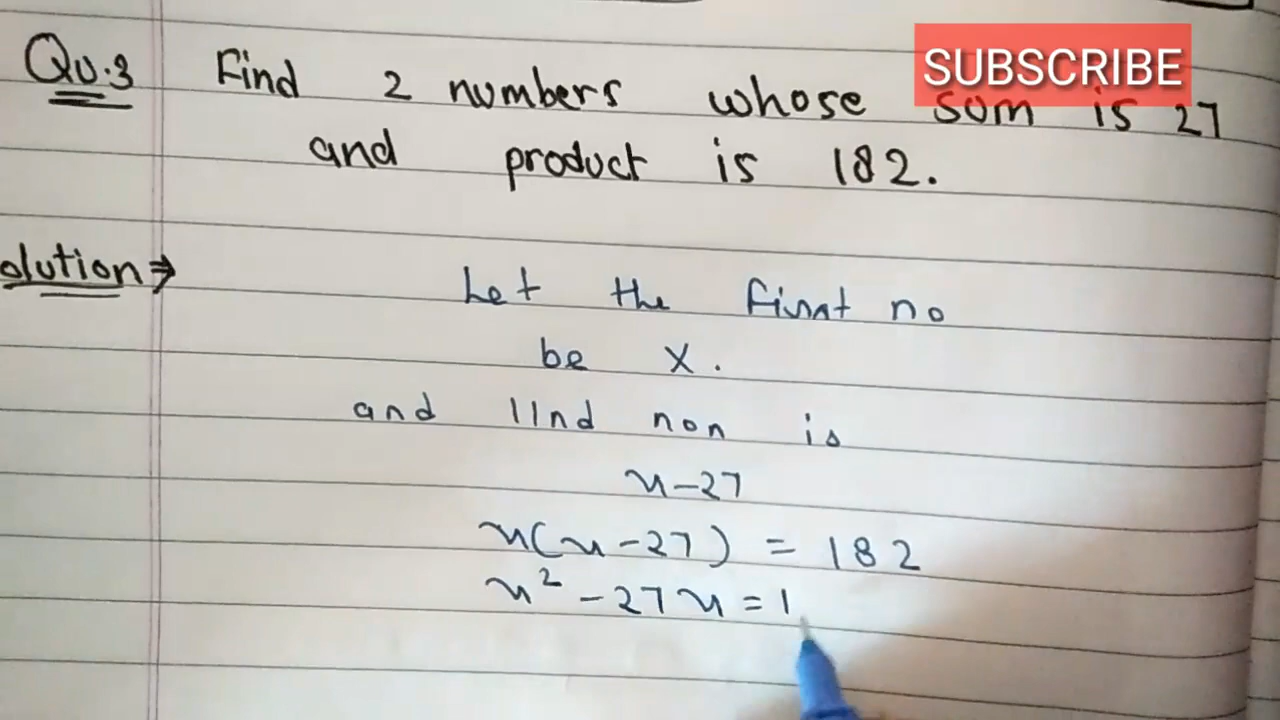 SUBSCRIBE
Qu.3 Find 2 numbers whose sum is 27
and product is 182.
olution ⇒
Let the first no
be x.
and IInd non is
x-27
x(x-27) = 182
x² - 27x = 1